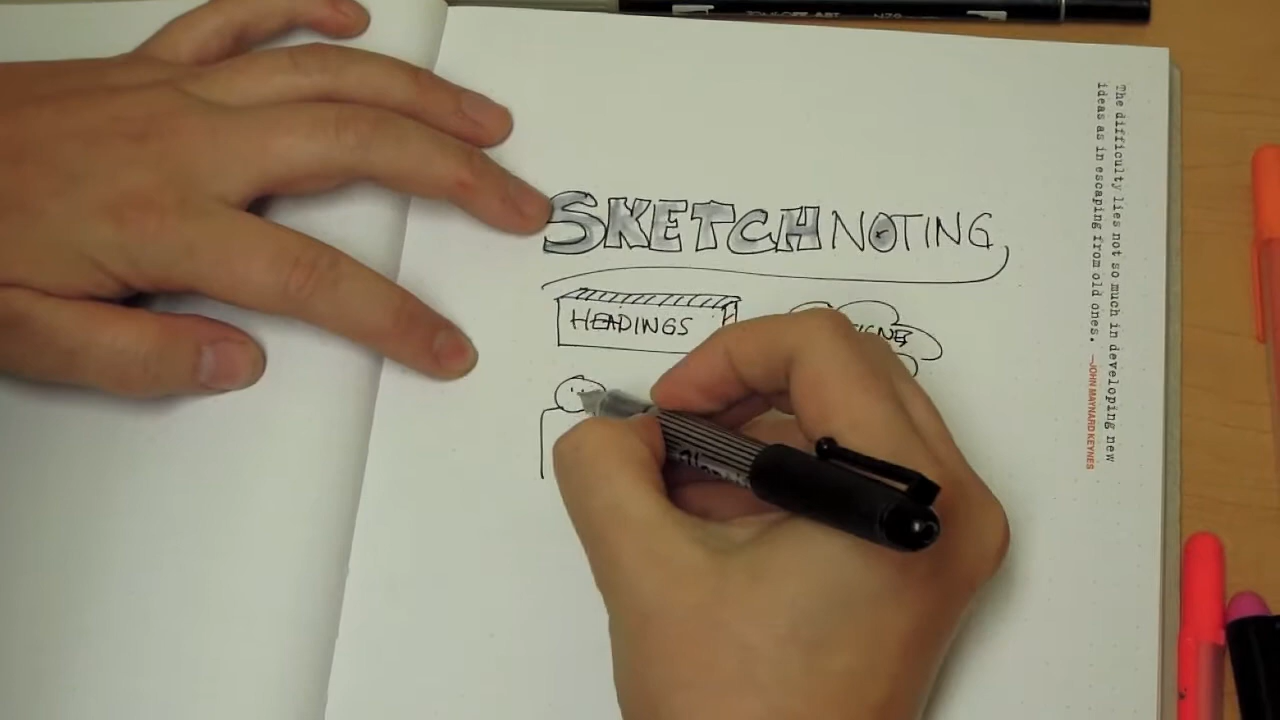 SKETCHNOTING
HEADINGS
The difficulty lies not so much in developing new
ideas as in escaping from old ones. —JOHN MAYNARD KEYNES